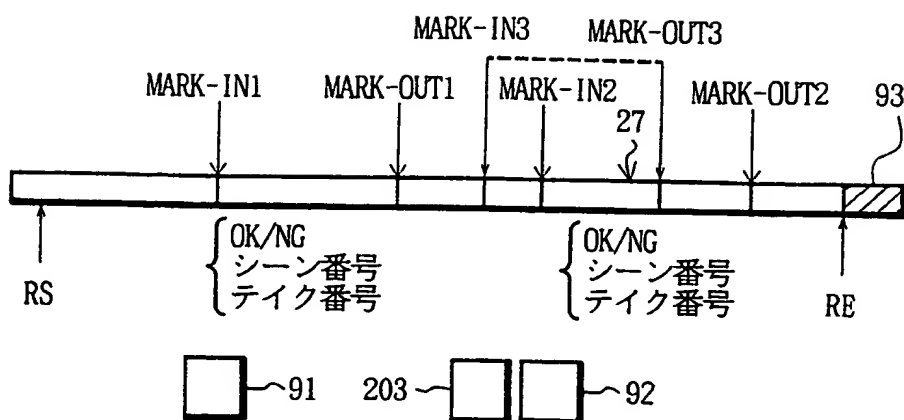 MARK-IN3 MARK-OUT3
MARK-IN1 MARK-OUT1 MARK-IN2 MARK-OUT2 93
27
OK/NG OK/NG
シーン番号 シーン番号
RS テイク番号 テイク番号 RE
91 203 92